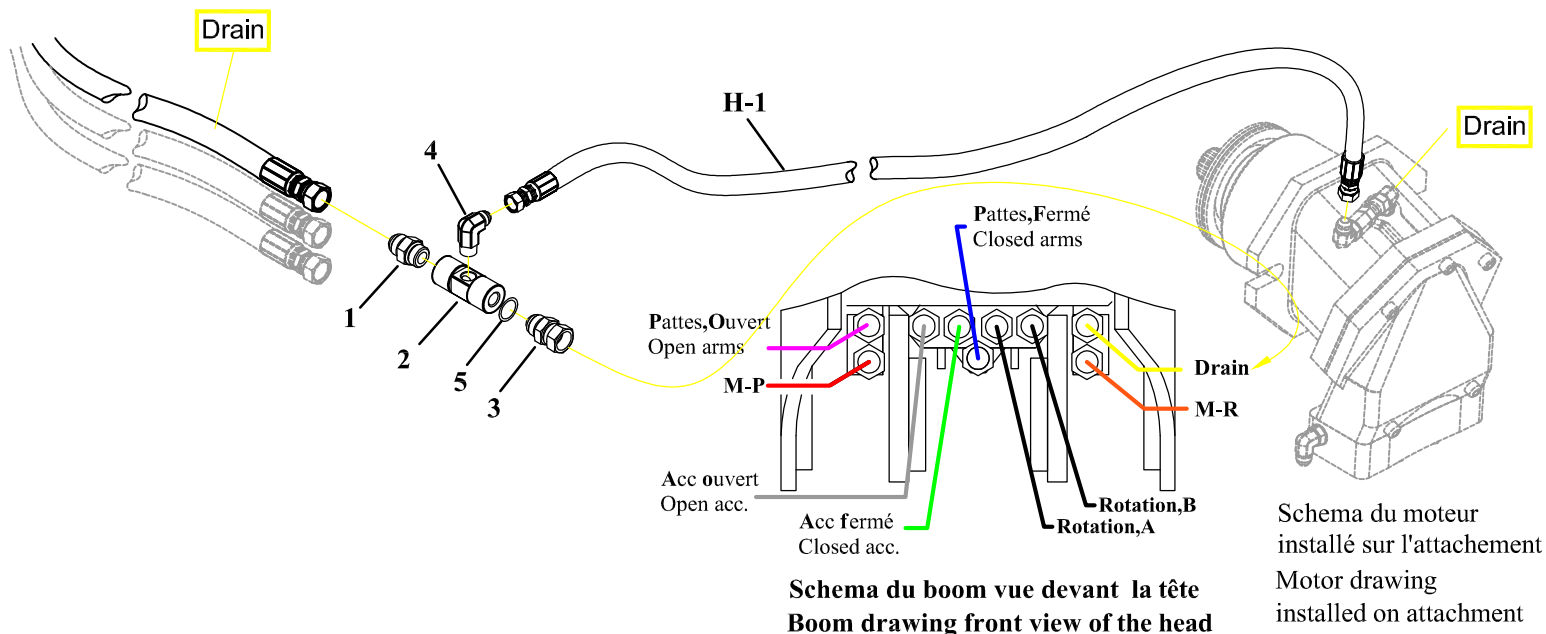 Drain
H-1
Drain
4
Pattes,Fermé
Closed arms
1
2
5
3
Pattes,Ouvert
Open arms
M-P
Drain
M-R
Acc ouvert
Open acc.
Acc fermé
Closed acc.
Rotation,B
Rotation,A
Schema du boom vue devant la tête
Boom drawing front view of the head
Schema du moteur
installé sur l'attachement
Motor drawing
installed on attachment